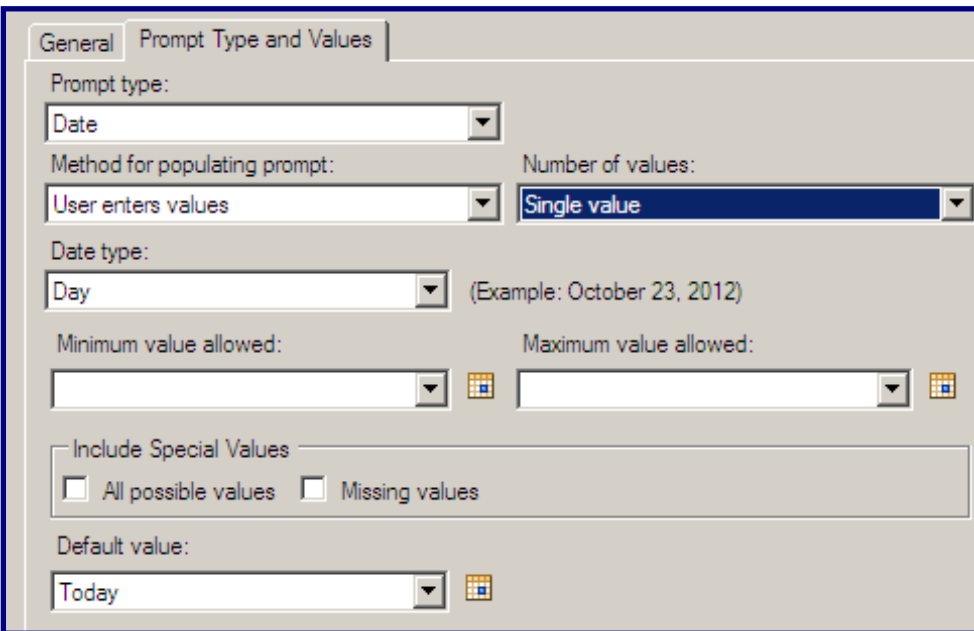 General Prompt Type and Values
Prompt type:
Date
Method for populating prompt: Number of values:
User enters values Single value
Date type:
Day (Example: October 23, 2012)
Minimum value allowed: Maximum value allowed:
Include Special Values
All possible values Missing values
Default value:
Today